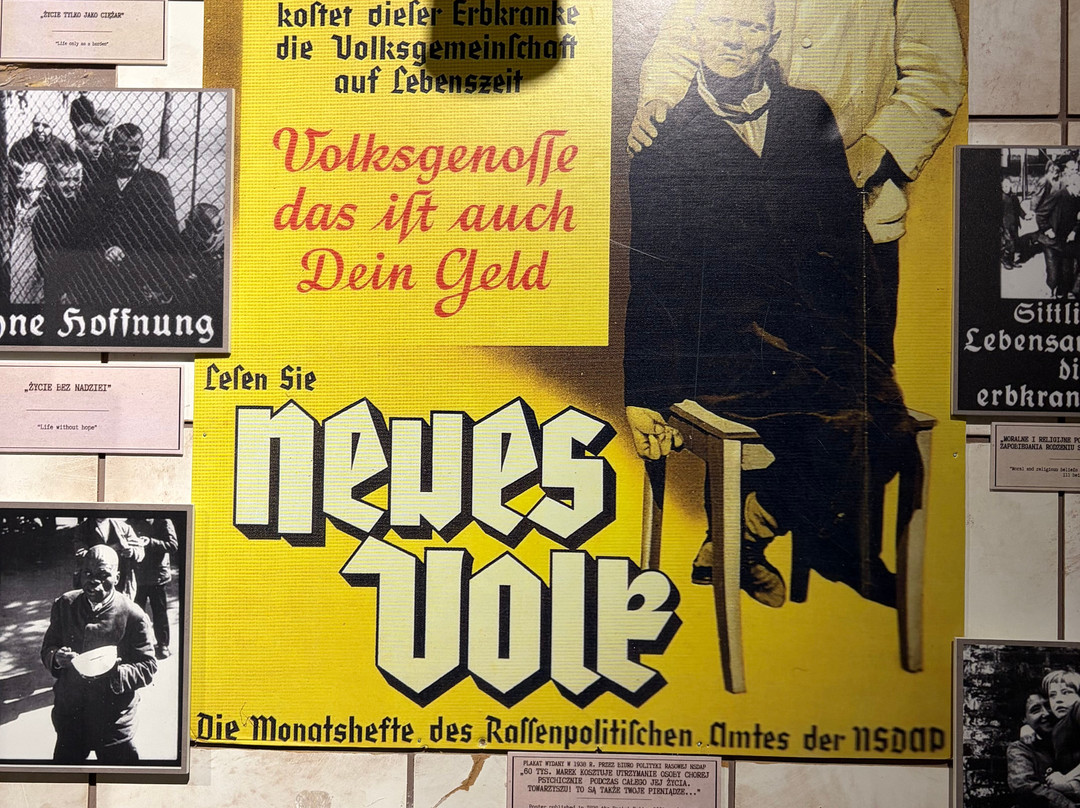 „ŻYCIE TYLKO JAKO CIĘŻAR"
"Life only as a burden"
koſtet dieſer Erbkranke
die Volksgemeinſchaft
auf Lebenszeit
Volksgenoſſe
das iſt auch
Dein Geld
Leſen Sie
neues
Volk
Die Monatshefte des Raſſenpolitiſchen Amtes der NSDAP
ne Hoffnung
„ŻYCIE BEZ NADZIEI"
"Life without hope"
Sittli
Lebensau
di
erbkran
„MORALNE I RELIGIJNE
ZAPOBIEGANIA RODZENIU
"Moral and religious
PLAKAT WYDANY W 1938 R. PRZEZ BIURO POLITYKI RASOWEJ NSDAP
„60 TYS. MAREK KOSZTUJE UTRZYMANIE OSOBY CHOREJ
PSYCHICZNIE PODCZAS CAŁEGO JEJ ŻYCIA.
TOWARZYSZU! TO SĄ TAKŻE TWOJE PIENIĄDZE..."